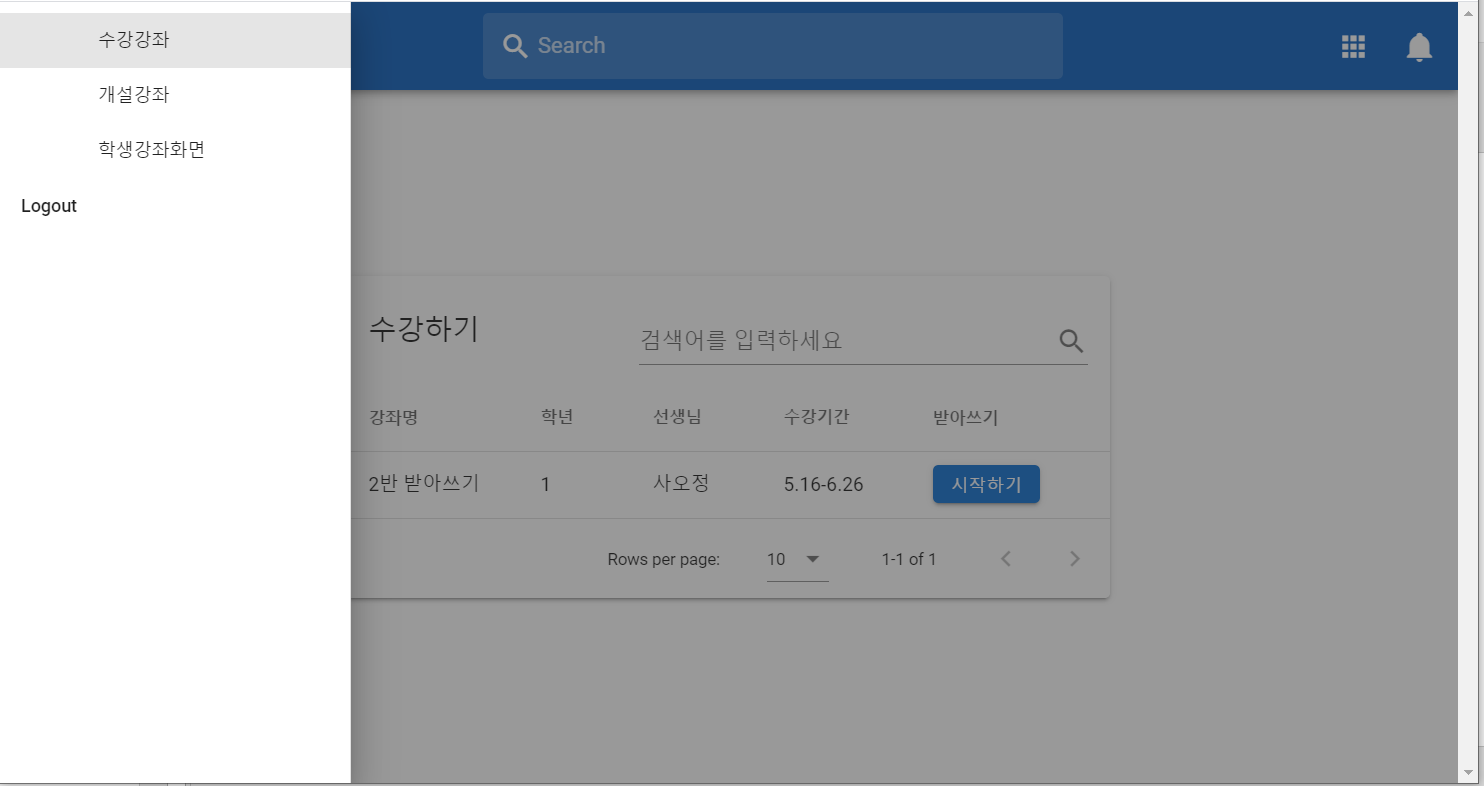 수강강좌
개설강좌
학생강좌화면
Logout
Search
수강하기
검색어를 입력하세요
강좌명 학년 선생님 수강기간 받아쓰기
2반 받아쓰기 1 사오정 5.16-6.26 시작하기
Rows per page: 10 1-1 of 1